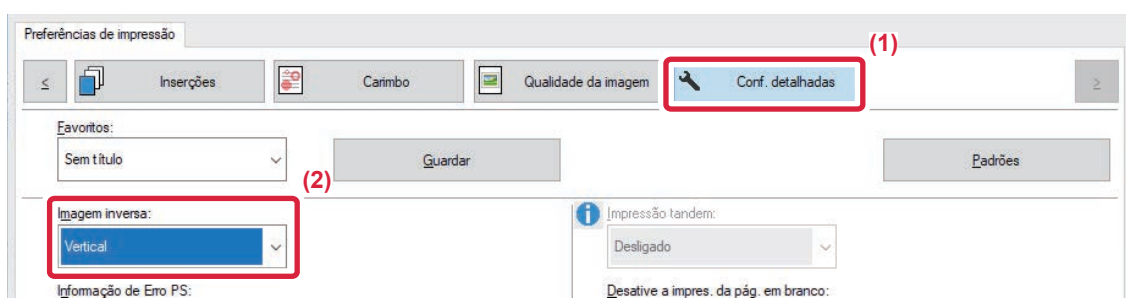 Preferências de impressão
(1)
< Inserções Carimbo Qualidade da imagem Conf. detalhadas >
Favoritos:
Sem título Guardar Padrões
(2)
Imagem inversa: Impressão tandem:
Vertical Desligado
Informação de Erro PS: Desative a impres. da pág. em branco: